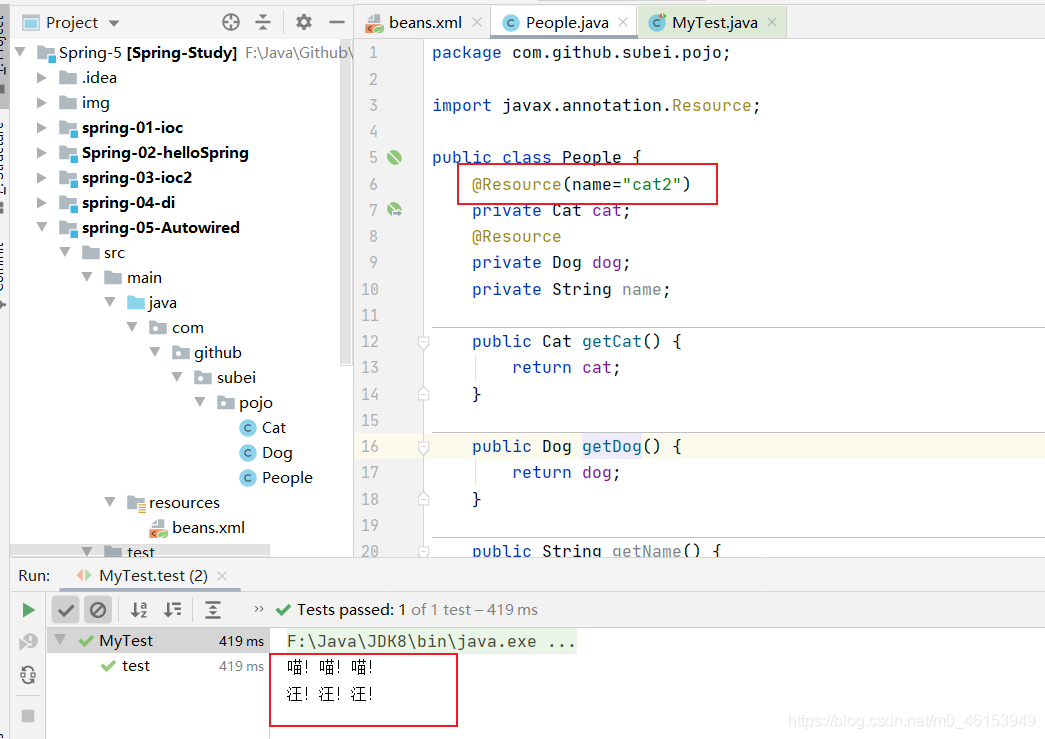 Project
beans.xml
People.java
MyTest.java
Spring-5 [Spring-Study] F:\Java\Github\
.idea
img
spring-01-ioc
Spring-02-helloSpring
spring-03-ioc2
spring-04-di
spring-05-Autowired
src
main
java
com
github
subei
pojo
Cat
Dog
People
resources
beans.xml
test
1 package com.github.subei.pojo;
2
3 import javax.annotation.Resource;
4
5 public class People {
6 @Resource(name="cat2")
7 private Cat cat;
8 @Resource
9 private Dog dog;
10 private String name;
11
12 public Cat getCat() {
13 return cat;
14 }
15
16 public Dog getDog() {
17 return dog;
18 }
19
20 public String getName() {
Run: MyTest.test (2)
Tests passed: 1 of 1 test – 419 ms
MyTest 419 ms
test 419 ms
F:\Java\JDK8\bin\java.exe ...
喵! 喵! 喵!
汪! 汪! 汪!
https://blog.csdn.net/m0_46153949